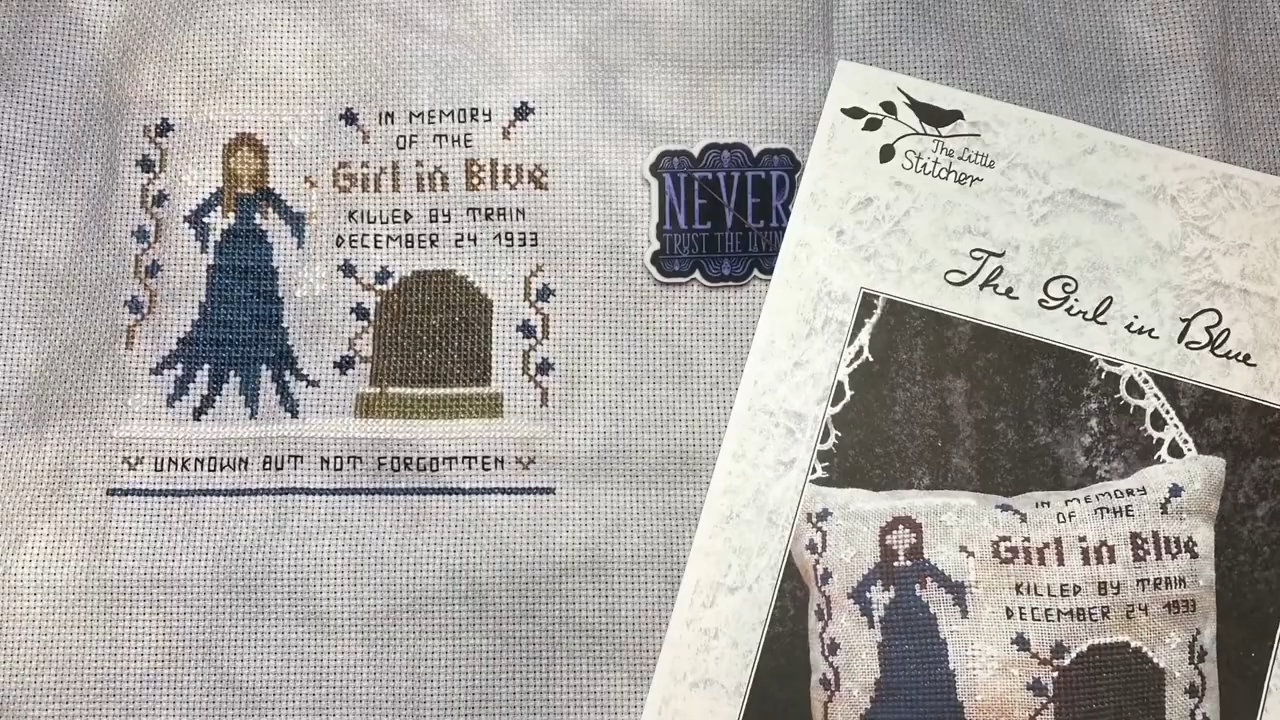 IN MEMORY
OF THE
Girl in Blue
KILLED BY TRAIN
DECEMBER 24 1933
UNKNOWN BUT NOT FORGOTTEN
NEVER
TRUST THE LIVIN
The Little
Stitcher
The Girl in Blue
IN MEMORY
OF THE
Girl in Blue
KILLED BY TRAIN
DECEMBER 24 1933